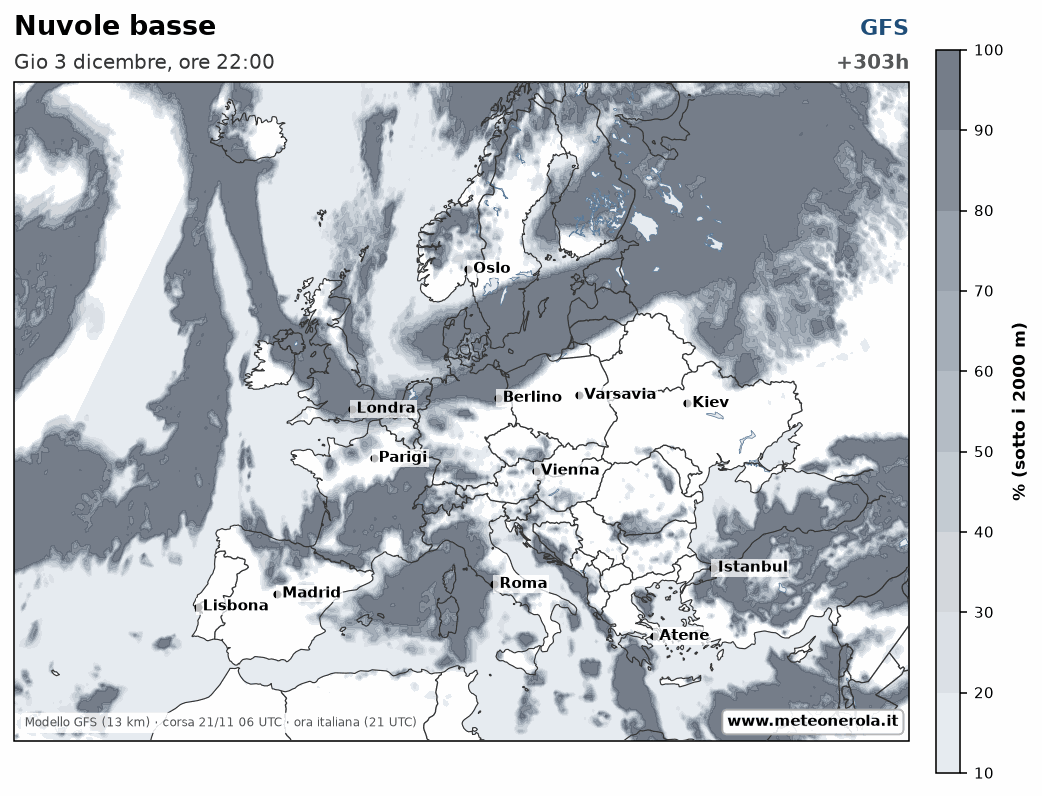 Nuvole basse
GFS
Gio 3 dicembre, ore 22:00
+303h
100
90
80
70
60
50
40
30
20
10
% (sotto i 2000 m)
Oslo
Londra
Berlino
Varsavia
Kiev
Parigi
Vienna
Istanbul
Roma
Madrid
Lisbona
Atene
Modello GFS (13 km) · corsa 21/11 06 UTC · ora italiana (21 UTC)
www.meteonerola.it